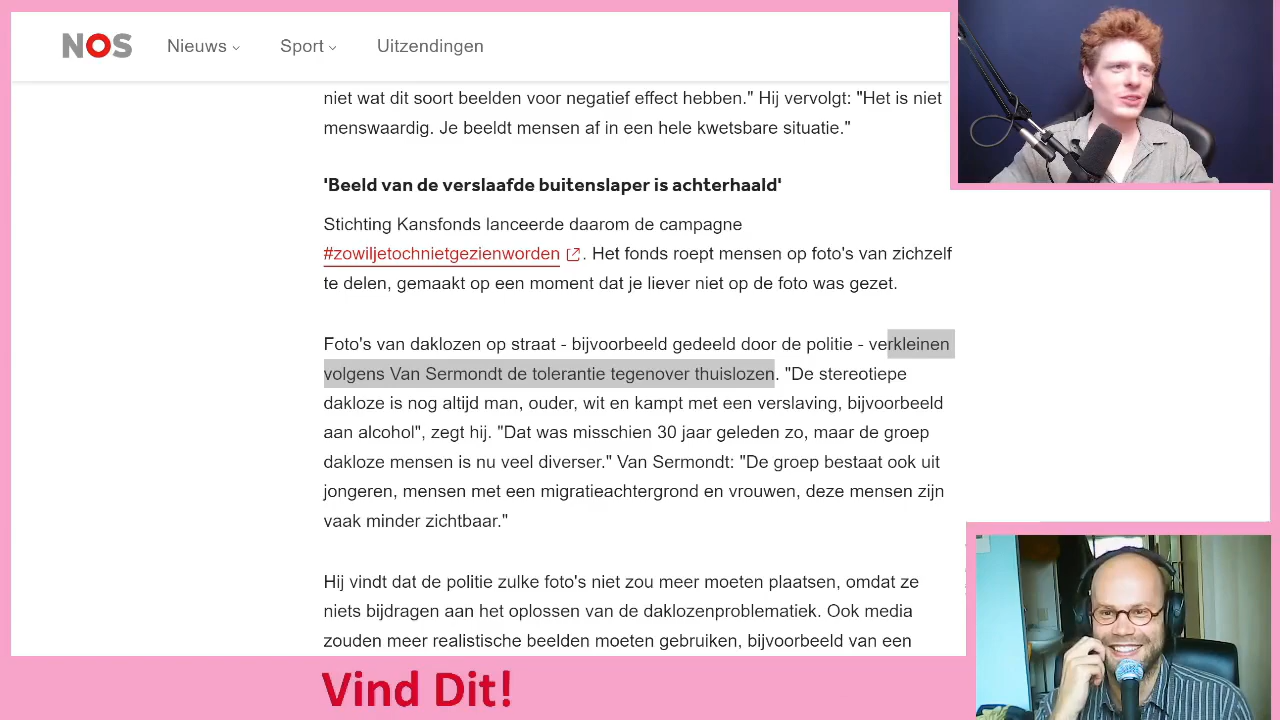 NOS
Nieuws
Sport
Uitzendingen
niet wat dit soort beelden voor negatief effect hebben." Hij vervolgt: "Het is niet
menswaardig. Je beeldt mensen af in een hele kwetsbare situatie."
'Beeld van de verslaafde buitenslaper is achterhaald'
Stichting Kansfonds lanceerde daarom de campagne
#zowiljetochnietgezienworden. Het fonds roept mensen op foto's van zichzelf
te delen, gemaakt op een moment dat je liever niet op de foto was gezet.
Foto's van daklozen op straat - bijvoorbeeld gedeeld door de politie - verkleinen
volgens Van Sermondt de tolerantie tegenover thuislozen. "De stereotiepe
dakloze is nog altijd man, ouder, wit en kampt met een verslaving, bijvoorbeeld
aan alcohol", zegt hij. "Dat was misschien 30 jaar geleden zo, maar de groep
dakloze mensen is nu veel diverser." Van Sermondt: "De groep bestaat ook uit
jongeren, mensen met een migratieachtergrond en vrouwen, deze mensen zijn
vaak minder zichtbaar."
Hij vindt dat de politie zulke foto's niet zou meer moeten plaatsen, omdat ze
niets bijdragen aan het oplossen van de daklozenproblematiek. Ook media
zouden meer realistische beelden moeten gebruiken, bijvoorbeeld van een
Vind Dit!